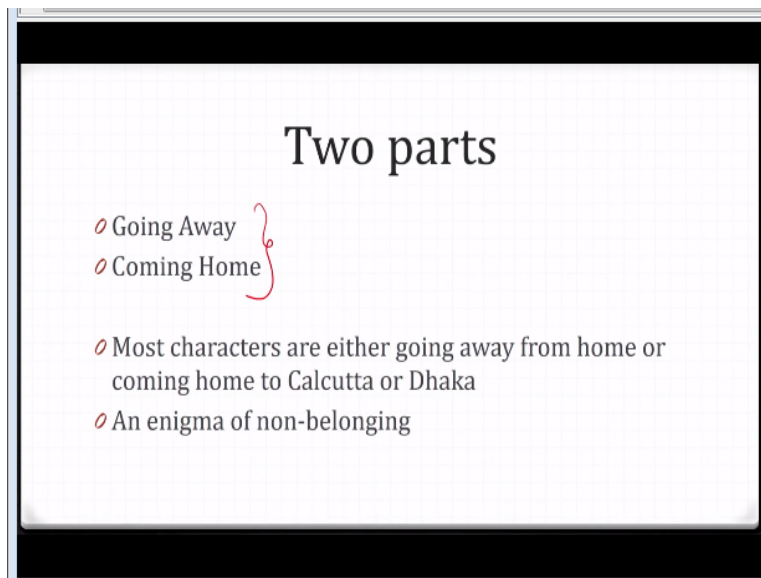 Two parts
Going Away
Coming Home
Most characters are either going away from home or
coming home to Calcutta or Dhaka
An enigma of non-belonging